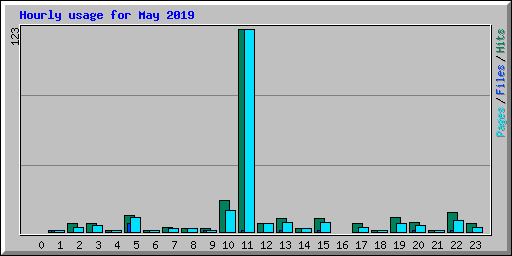 Hourly usage for May 2019
123
Pages/Files/Hits
0 1 2 3 4 5 6 7 8 9 10 11 12 13 14 15 16 17 18 19 20 21 22 23